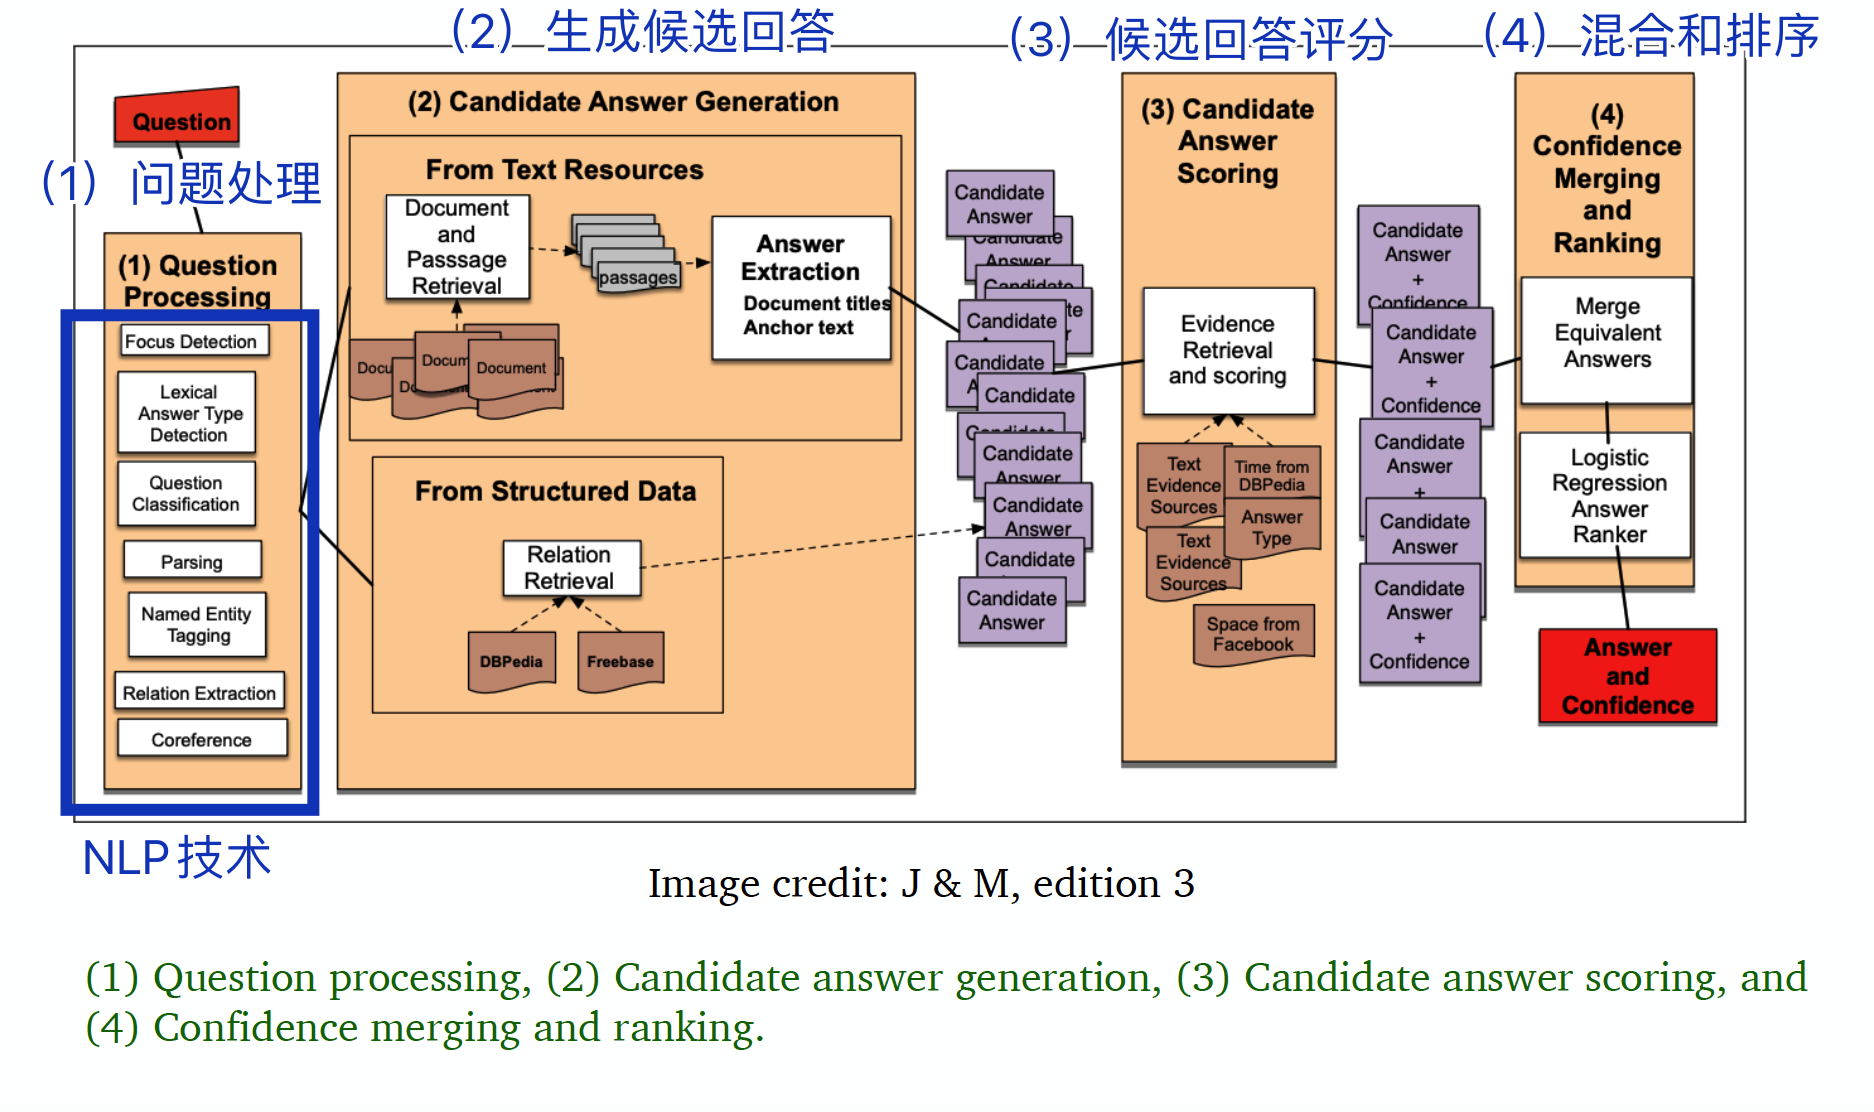 (2) 生成候选回答
(3) 候选回答评分
(4) 混合和排序
Question
(1) 问题处理
(1) Question
Processing
Focus Detection
Lexical
Answer Type
Detection
Question
Classification
Parsing
Named Entity
Tagging
Relation Extraction
Coreference
NLP技术
(2) Candidate Answer Generation
From Text Resources
Document
and
Passsage
Retrieval
passages
Answer
Extraction
Document titles
Anchor text
Docu
Docum
Document
From Structured Data
Relation
Retrieval
DBPedia
Freebase
Candidate
Answer
Candidate
Answer
Candidate
Candidate
Candidate
Candidate
Candidate
Candidate
Answer
Candidate
Answer
Candidate
Candidate
Answer
(3) Candidate
Answer
Scoring
Evidence
Retrieval
and scoring
Text
Evidence
Sources
Time from
DBPedia
Answer
Type
Text
Evidence
Sources
Space from
Facebook
Candidate
Answer
+
Confidence
Candidate
Answer
+
Confidence
Candidate
Answer
+
Candidate
Answer
Candidate
Answer
+
Confidence
(4)
Confidence
Merging
and
Ranking
Merge
Equivalent
Answers
Logistic
Regression
Answer
Ranker
Answer
and
Confidence
Image credit: J & M, edition 3
(1) Question processing, (2) Candidate answer generation, (3) Candidate answer scoring, and
(4) Confidence merging and ranking.